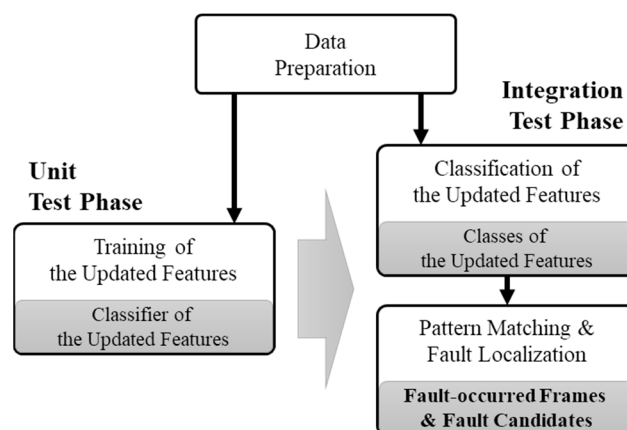 Data
Preparation
Unit
Test Phase
Training of
the Updated Features
Classifier of
the Updated Features
Integration
Test Phase
Classification of
the Updated Features
Classes of
the Updated Features
Pattern Matching &
Fault Localization
Fault-occurred Frames
& Fault Candidates